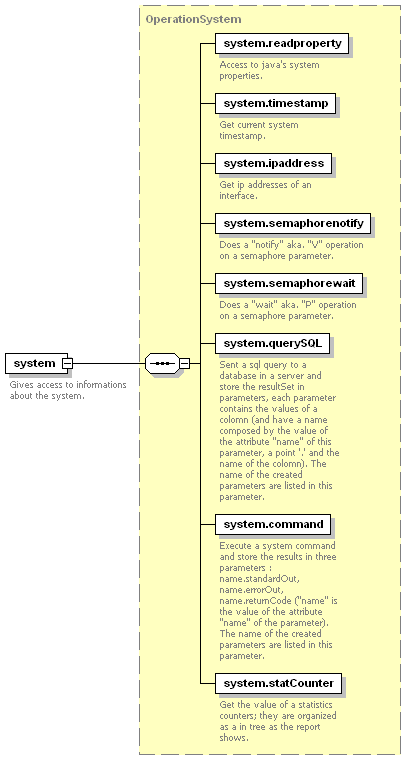 OperationSystem
system.readproperty
Access to java's system
properties.
system.timestamp
Get current system
timestamp.
system.ipaddress
Get ip addresses of an
interface.
system.semaphorenotify
Does a "notify" aka. "V" operation
on a semaphore parameter.
system.semaphorewait
Does a "wait" aka. "P" operation
on a semaphore parameter.
system
Gives access to informations
about the system.
system.querySQL
Sent a sql query to a
database in a server and
store the resultSet in
parameters, each parameter
contains the values of a
colomn (and have a name
composed by the value of
the attribute "name" of this
parameter, a point '.' and the
name of the colomn). The
name of the created
parameters are listed in this
parameter.
system.command
Execute a system command
and store the results in three
parameters :
name.standardOut,
name.errorOut,
name.returnCode ("name" is
the value of the attribute
"name" of the parameter).
The name of the created
parameters are listed in this
parameter.
system.statCounter
Get the value of a statistics
counters; they are organized
as a in tree as the report
shows.